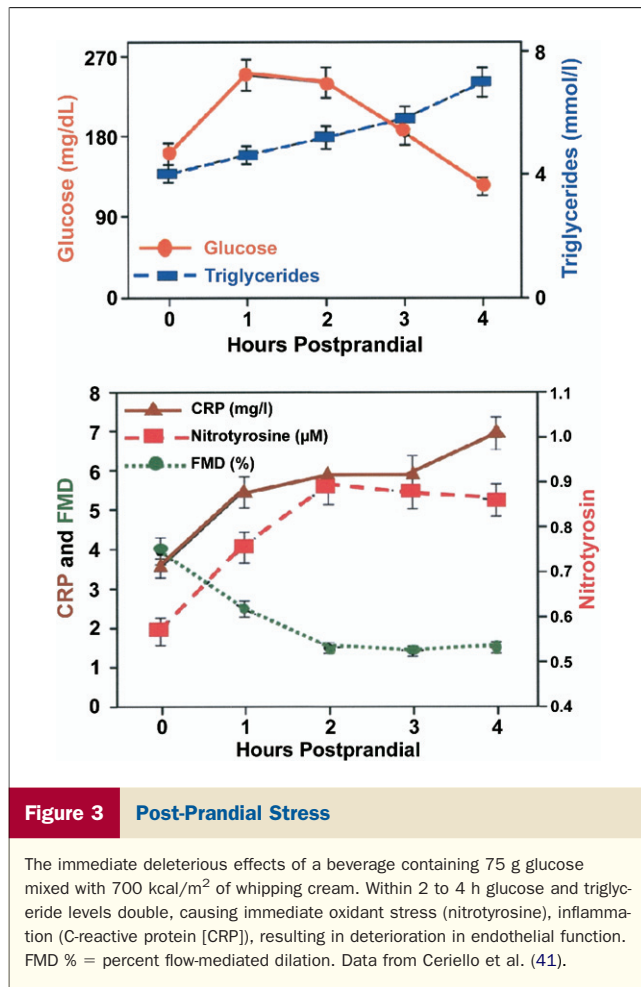 270
180
90
0
Glucose (mg/dL)
8
4
0
Triglycerides (mmol/l)
Glucose
Triglycerides
0 1 2 3 4
Hours Postprandial
8
7
6
5
4
3
2
1
0
CRP and FMD
1.1
1.0
0.9
0.8
0.7
0.6
0.5
0.4
Nitrotyrosin
CRP (mg/l)
Nitrotyrosine (µM)
FMD (%)
0 1 2 3 4
Hours Postprandial
Figure 3 Post-Prandial Stress
The immediate deleterious effects of a beverage containing 75 g glucose
mixed with 700 kcal/m² of whipping cream. Within 2 to 4 h glucose and triglyc-
eride levels double, causing immediate oxidant stress (nitrotyrosine), inflamma-
tion (C-reactive protein [CRP]), resulting in deterioration in endothelial function.
FMD % = percent flow-mediated dilation. Data from Ceriello et al. (41).